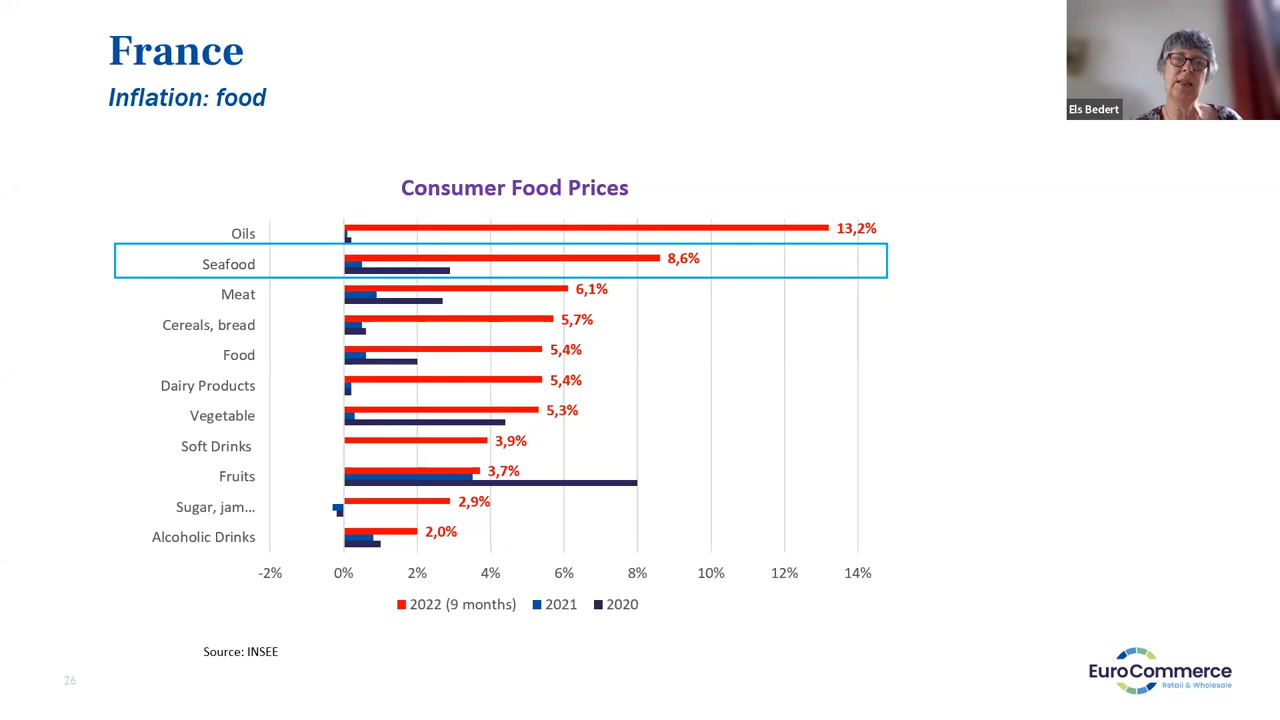 France
Inflation: food
Els Bedert
Consumer Food Prices
Oils
13,2%
Seafood
8,6%
Meat
6,1%
Cereals, bread
5,7%
Food
5,4%
Dairy Products
5,4%
Vegetable
5,3%
Soft Drinks
3,9%
Fruits
3,7%
Sugar, jam...
2,9%
Alcoholic Drinks
2,0%
-2% 0% 2% 4% 6% 8% 10% 12% 14%
2022 (9 months) 2021 2020
Source: INSEE
26
EuroCommerce
Retail & Wholesale